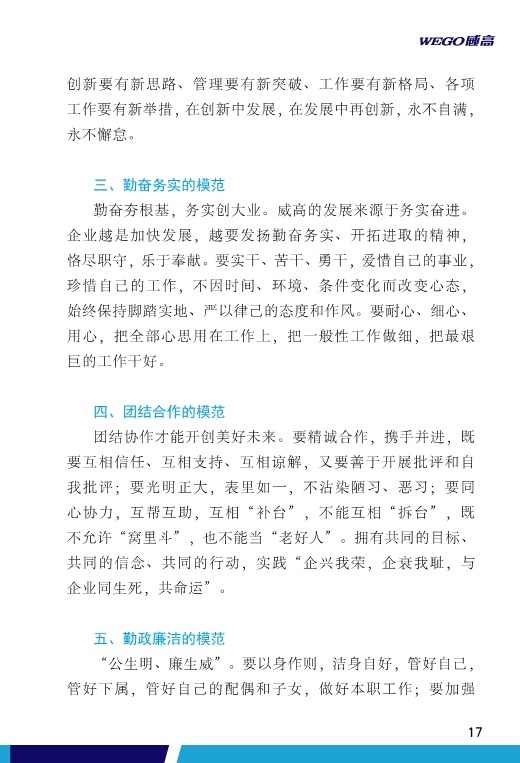 WEGO威高
创新要有新思路、管理要有新突破、工作要有新格局、各项
工作要有新举措，在创新中发展，在发展中再创新，永不自满，
永不懈怠。
三、勤奋务实的模范
勤奋夯根基，务实创大业。威高的发展来源于务实奋进。
企业越是加快发展，越要发扬勤奋务实、开拓进取的精神，
恪尽职守，乐于奉献。要实干、苦干、勇干，爱惜自己的事业，
珍惜自己的工作，不因时间、环境、条件变化而改变心态，
始终保持脚踏实地、严以律己的态度和作风。要耐心、细心、
用心，把全部心思用在工作上，把一般性工作做细，把最艰
巨的工作干好。
四、团结合作的模范
团结协作才能开创美好未来。要精诚合作，携手并进，既
要互相信任、互相支持、互相谅解，又要善于开展批评和自
我批评；要光明正大，表里如一，不沾染陋习、恶习；要同
心协力，互帮互助，互相“补台”，不能互相“拆台”，既
不允许“窝里斗”，也不能当“老好人”。拥有共同的目标、
共同的信念、共同的行动，实践“企兴我荣，企衰我耻，与
企业同生死，共命运”。
五、勤政廉洁的模范
“公生明、廉生威”。要以身作则，洁身自好，管好自己，
管好下属，管好自己的配偶和子女，做好本职工作；要加强
17